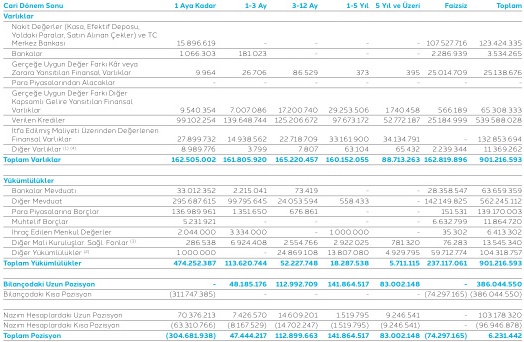 Cari Dönem Sonu 1 Aya Kadar 1-3 Ay 3-12 Ay 1-5 Yıl 5 Yıl ve Üzeri Faizsiz Toplam
Varlıklar
Nakit Değerler (Kasa, Efektif Deposu,
Yoldaki Paralar, Satın Alınan Çekler) ve TC
Merkez Bankası 15.896.619 - - - - 107.527.716 123.424.335
Bankalar 1.066.303 181.023 - - - 2.286.939 3.534.265
Gerçeğe Uygun Değer Farkı Kâr veya
Zarara Yansıtılan Finansal Varlıklar 9.964 26.706 86.529 373 395 25.014.709 25.138.676
Para Piyasalarından Alacaklar - - - - - - -
Gerçeğe Uygun Değer Farkı Diğer
Kapsamlı Gelire Yansıtılan Finansal
Varlıklar 9.540.354 7.007.086 17.200.740 29.253.506 1.740.458 566.189 65.308.333
Verilen Krediler 99.102.254 139.648.744 125.206.672 97.673.172 52.772.187 25.184.999 539.588.028
İtfa Edilmiş Maliyeti Üzerinden Değerlenen
Finansal Varlıklar 27.899.732 14.938.562 22.718.709 33.161.900 34.134.791 - 132.853.694
Diğer Varlıklar 8.989.776 3.799 7.807 63.104 65.432 2.239.344 11.369.262
Toplam Varlıklar 162.505.002 161.805.920 165.220.457 160.152.055 88.713.263 162.819.896 901.216.593
Yükümlülükler
Bankalar Mevduatı 33.012.352 2.215.041 73.419 - - 28.358.547 63.659.359
Diğer Mevduat 295.687.615 99.795.645 24.053.594 558.433 - 142.149.825 562.245.112
Para Piyasalarına Borçlar 136.989.961 1.351.650 676.861 - - 151.531 139.170.003
Muhtelif Borçlar 5.231.921 - - - - 6.632.799 11.864.720
İhraç Edilen Menkul Değerler 2.044.000 3.334.000 - 1.000.000 - 35.302 6.413.302
Diğer Mali Kuruluşlar. Sağl. Fonlar 286.538 6.924.408 2.554.766 2.922.025 781.320 76.283 13.545.340
Diğer Yükümlülükler 1.000.000 - 24.869.108 13.807.080 4.929.795 59.712.774 104.318.757
Toplam Yükümlülükler 474.252.387 113.620.744 52.227.748 18.287.538 5.711.115 237.117.061 901.216.593
Bilançodaki Uzun Pozisyon - 48.185.176 112.992.709 141.864.517 83.002.148 - 386.044.550
Bilançodaki Kısa Pozisyon (311.747.385) - - - - (74.297.165) (386.044.550)
Nazım Hesaplardaki Uzun Pozisyon 70.376.213 7.426.570 14.609.201 1.519.795 9.246.541 - 103.178.320
Nazım Hesaplardaki Kısa Pozisyon (63.310.766) (8.167.529) (14.702.247) (1.519.795) (9.246.541) - (96.946.878)
Toplam Pozisyon (304.681.938) 47.444.217 112.899.663 141.864.517 83.002.148 (74.297.165) 6.231.442